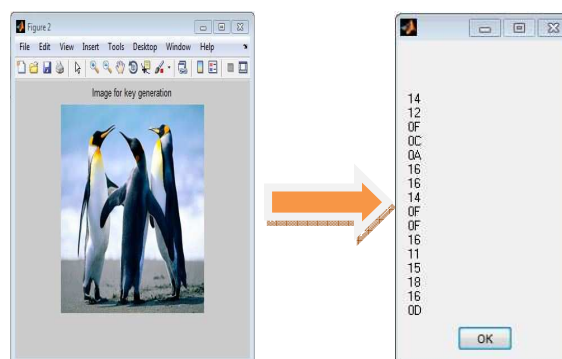 Figure 2
File Edit View Insert Tools Desktop Window Help
Image for key generation
14
12
0F
0C
0A
16
16
14
0F
0F
16
11
15
18
16
0D
OK